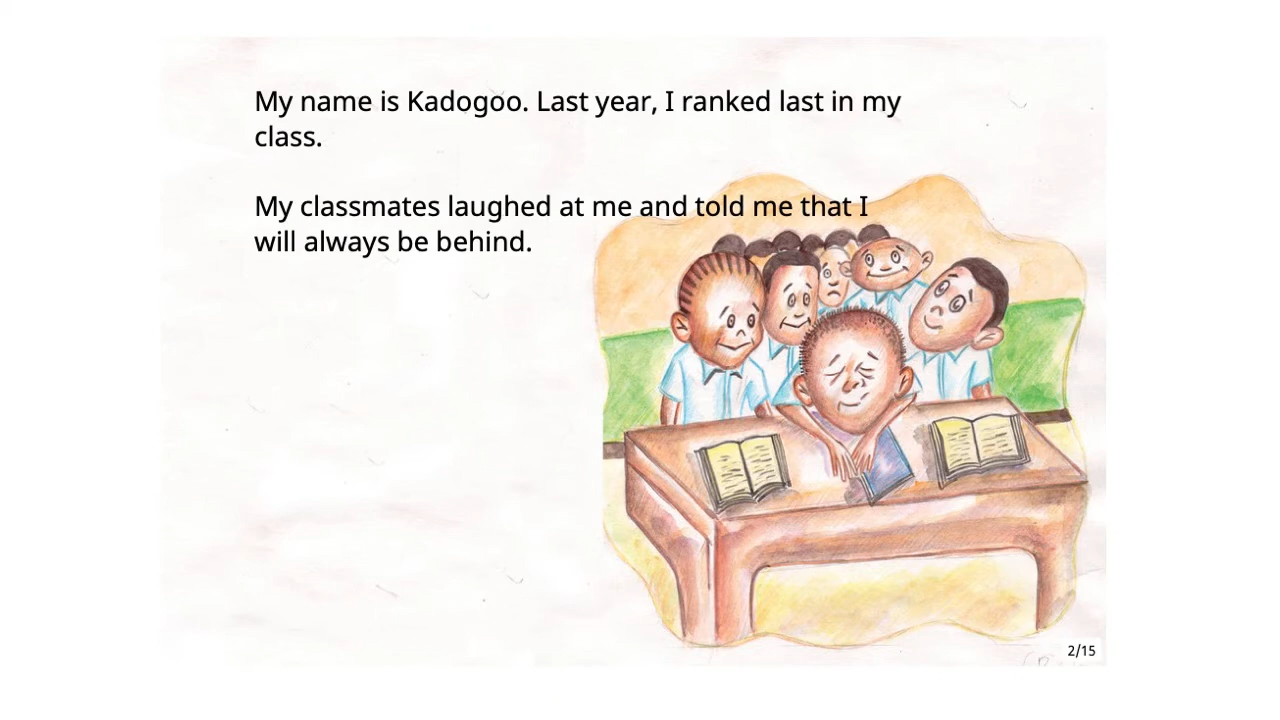 My name is Kadogoo. Last year, I ranked last in my
class.
My classmates laughed at me and told me that I
will always be behind.
2/15